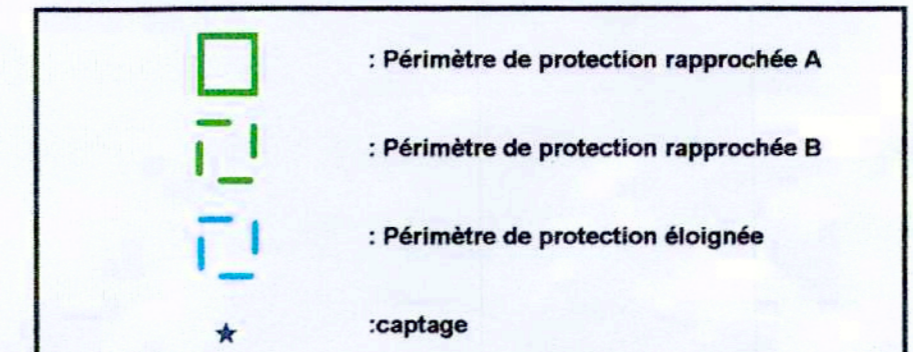 : Périmètre de protection rapprochée A
: Périmètre de protection rapprochée B
: Périmètre de protection éloignée
:captage